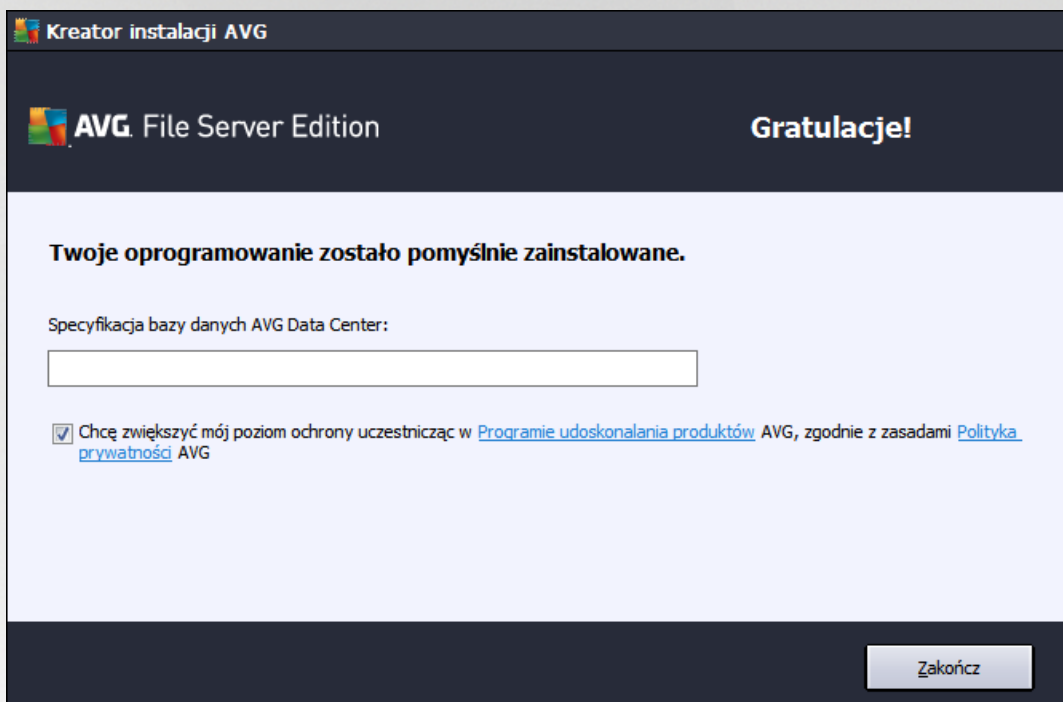 Kreator instalacji AVG
AVG. File Server Edition
Gratulacje!
Twoje oprogramowanie zostało pomyślnie zainstalowane.
Specyfikacja bazy danych AVG Data Center:
Chcę zwiększyć mój poziom ochrony uczestnicząc w Programie udoskonalania produktów AVG, zgodnie z zasadami Polityka
prywatności AVG
Zakończ